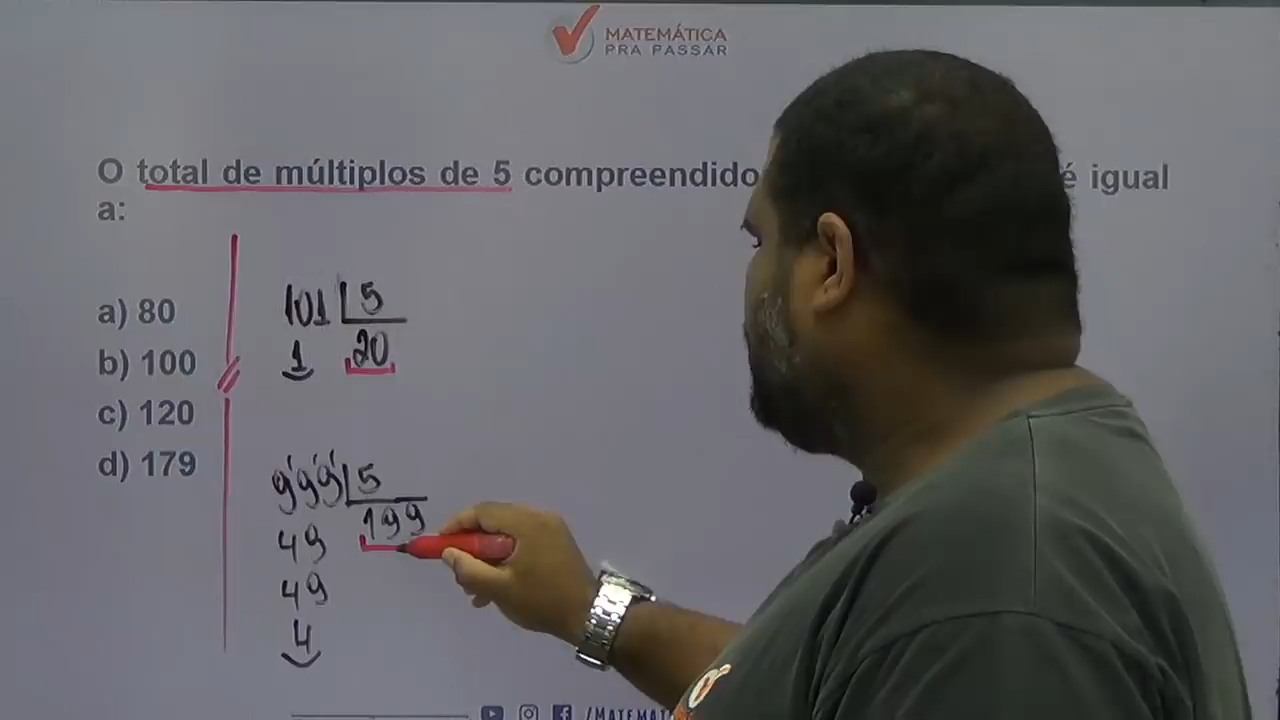 MATEMÁTICA
PRA PASSAR
O total de múltiplos de 5 compreendido é igual
a:
a) 80
b) 100
c) 120
d) 179
101 5
1 20
999 5
199
49
49
4
/MATEMAT